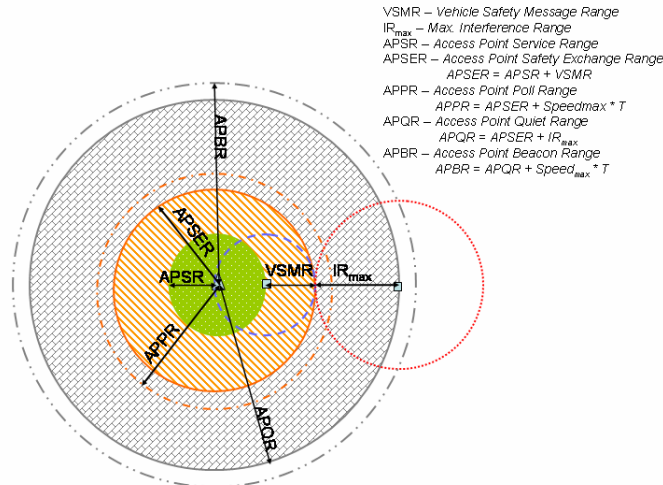 VSMR – Vehicle Safety Message Range
IRmax – Max. Interference Range
APSR – Access Point Service Range
APSER – Access Point Safety Exchange Range
APSER = APSR + VSMR
APPR – Access Point Poll Range
APPR = APSER + Speedmax * T
APQR – Access Point Quiet Range
APQR = APSER + IRmax
APBR – Access Point Beacon Range
APBR = APQR + Speedmax * T
APBR
APSER
APSR
VSMR
IRmax
APPR
APQR